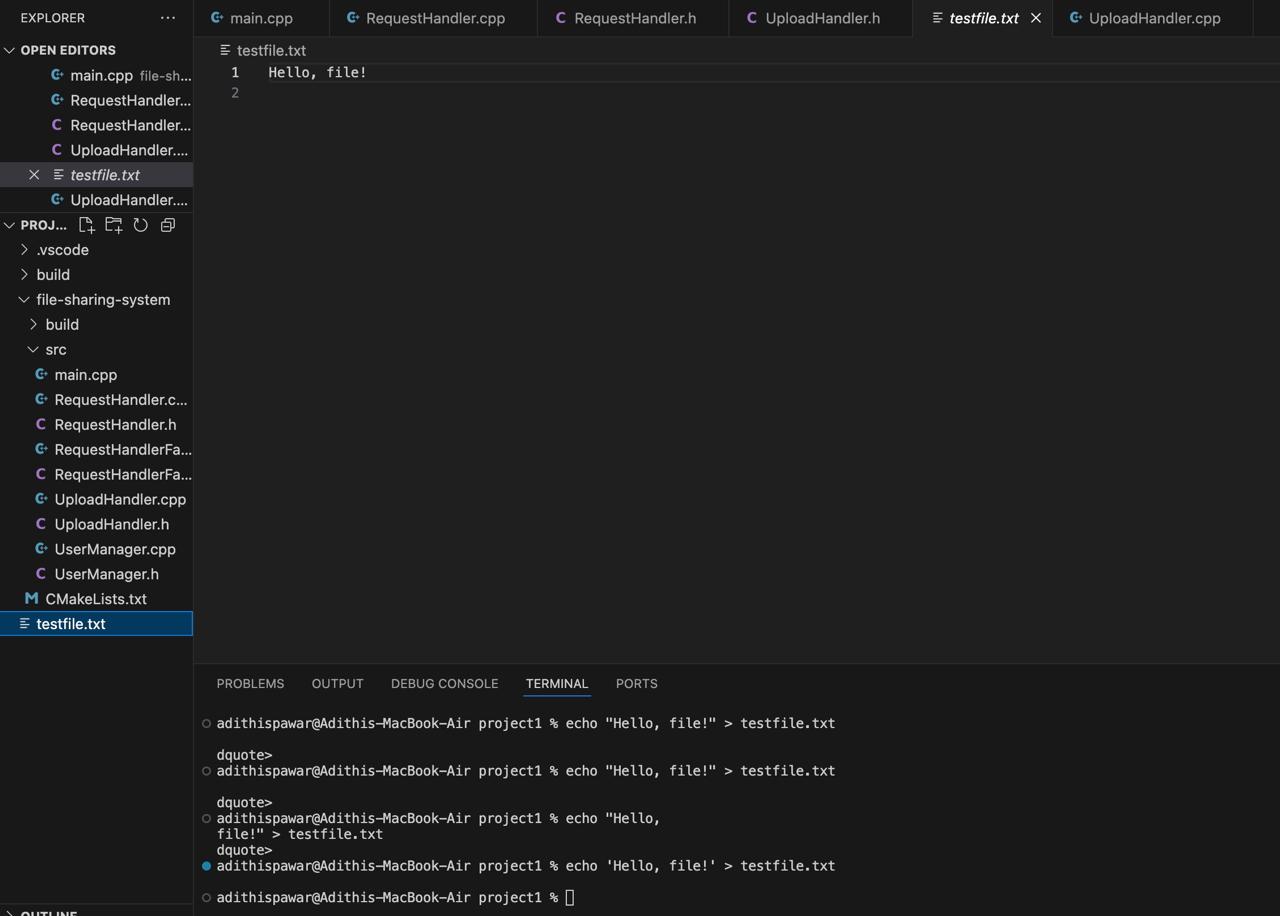 EXPLORER ...
OPEN EDITORS
main.cpp file-sh...
RequestHandler...
RequestHandler...
UploadHandler....
testfile.txt
UploadHandler....
PROJ...
.vscode
build
file-sharing-system
build
src
main.cpp
RequestHandler.c...
RequestHandler.h
RequestHandlerFa...
RequestHandlerFa...
UploadHandler.cpp
UploadHandler.h
UserManager.cpp
UserManager.h
CMakeLists.txt
testfile.txt
OUTLINE
main.cpp RequestHandler.cpp RequestHandler.h UploadHandler.h testfile.txt UploadHandler.cpp
testfile.txt
1 Hello, file!
2
PROBLEMS OUTPUT DEBUG CONSOLE TERMINAL PORTS
adithispawar@Adithis-MacBook-Air project1 % echo "Hello, file!" > testfile.txt
dquote>
adithispawar@Adithis-MacBook-Air project1 % echo "Hello, file!" > testfile.txt
dquote>
adithispawar@Adithis-MacBook-Air project1 % echo "Hello,
file!" > testfile.txt
dquote>
adithispawar@Adithis-MacBook-Air project1 % echo 'Hello, file!' > testfile.txt
adithispawar@Adithis-MacBook-Air project1 %